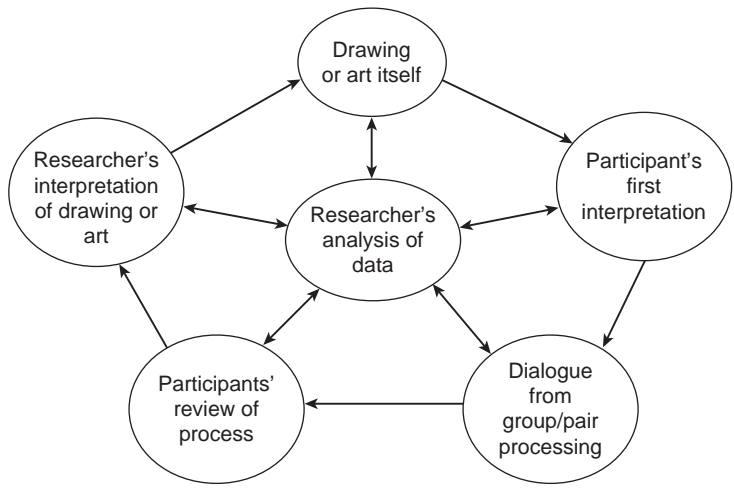 Drawing
or art itself
Participant's
first
interpretation
Researcher's
interpretation
of drawing or
art
Researcher's
analysis of
data
Dialogue
from
group/pair
processing
Participants'
review of
process